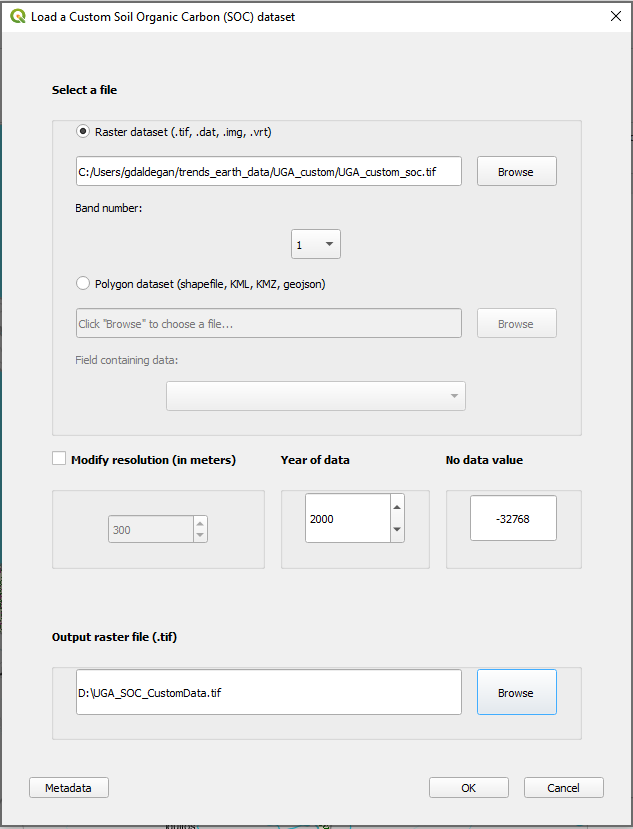 Load a Custom Soil Organic Carbon (SOC) dataset
Select a file
Raster dataset (.tif, .dat, .img, .vrt)
C:/Users/gdaldegan/trends_earth_data/UGA_custom/UGA_custom_soc.tif
Browse
Band number:
1
Polygon dataset (shapefile, KML, KMZ, geojson)
Click "Browse" to choose a file...
Browse
Field containing data:
Modify resolution (in meters)
Year of data
No data value
300
2000
-32768
Output raster file (.tif)
D:\UGA_SOC_CustomData.tif
Browse
Metadata
OK
Cancel